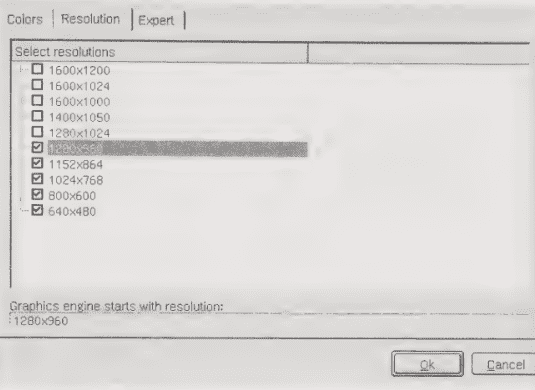 Colors Resolution Expert
Select resolutions
1600x1200
1600x1024
1600x1000
1400x1050
1280x1024
1280x960
1152x864
1024x768
800x600
640x480
Graphics engine starts with resolution:
1280x960
Ok Cancel